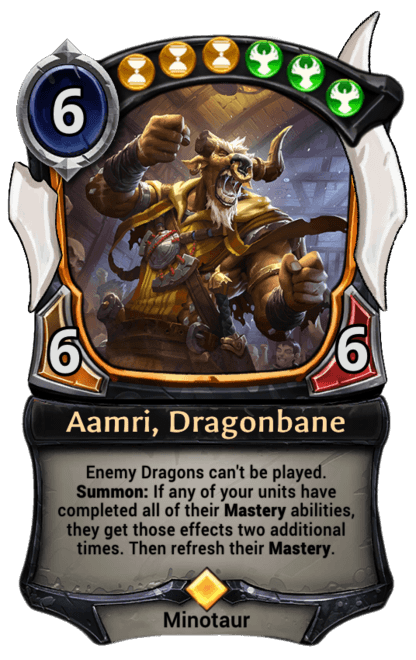 6
6
6
Aamri, Dragonbane
Enemy Dragons can't be played.
Summon: If any of your units have
completed all of their Mastery abilities,
they get those effects two additional
times. Then refresh their Mastery.
Minotaur